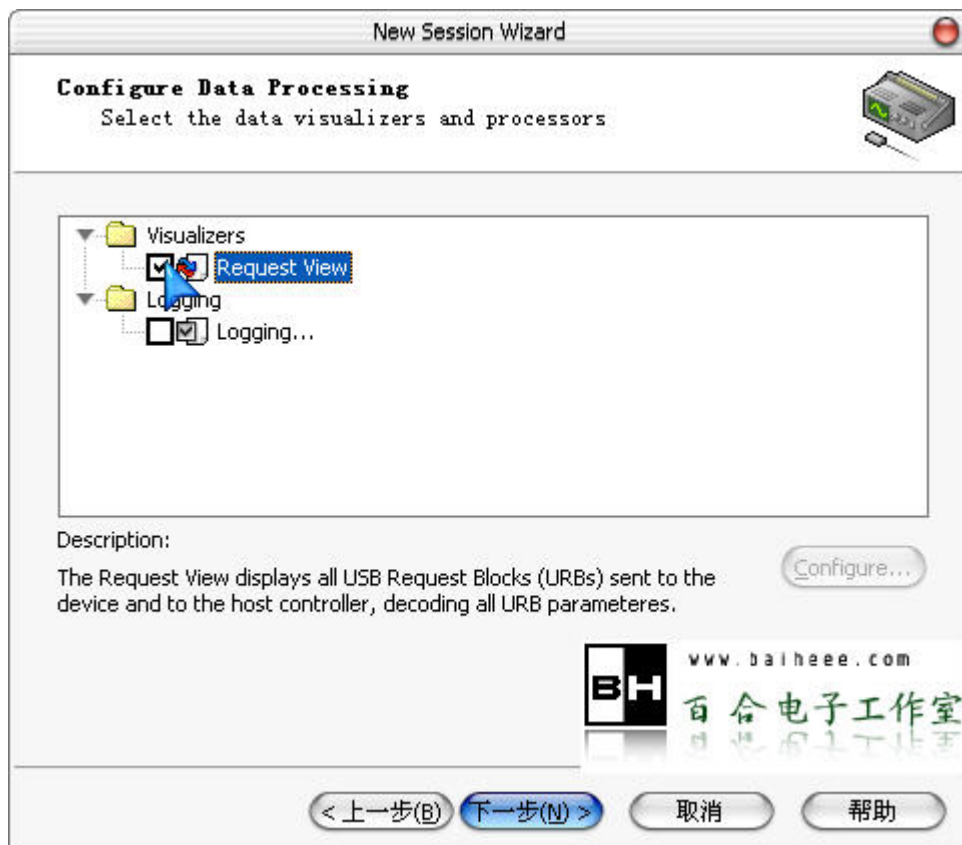 New Session Wizard
Configure Data Processing
Select the data visualizers and processors
Visualizers
Request View
Logging
Logging...
Description:
The Request View displays all USB Request Blocks (URBs) sent to the
device and to the host controller, decoding all URB parameteres.
Configure...
www.baiheee.com
BH
百合电子工作室
< 上一步(B)
下一步(N) >
取消
帮助